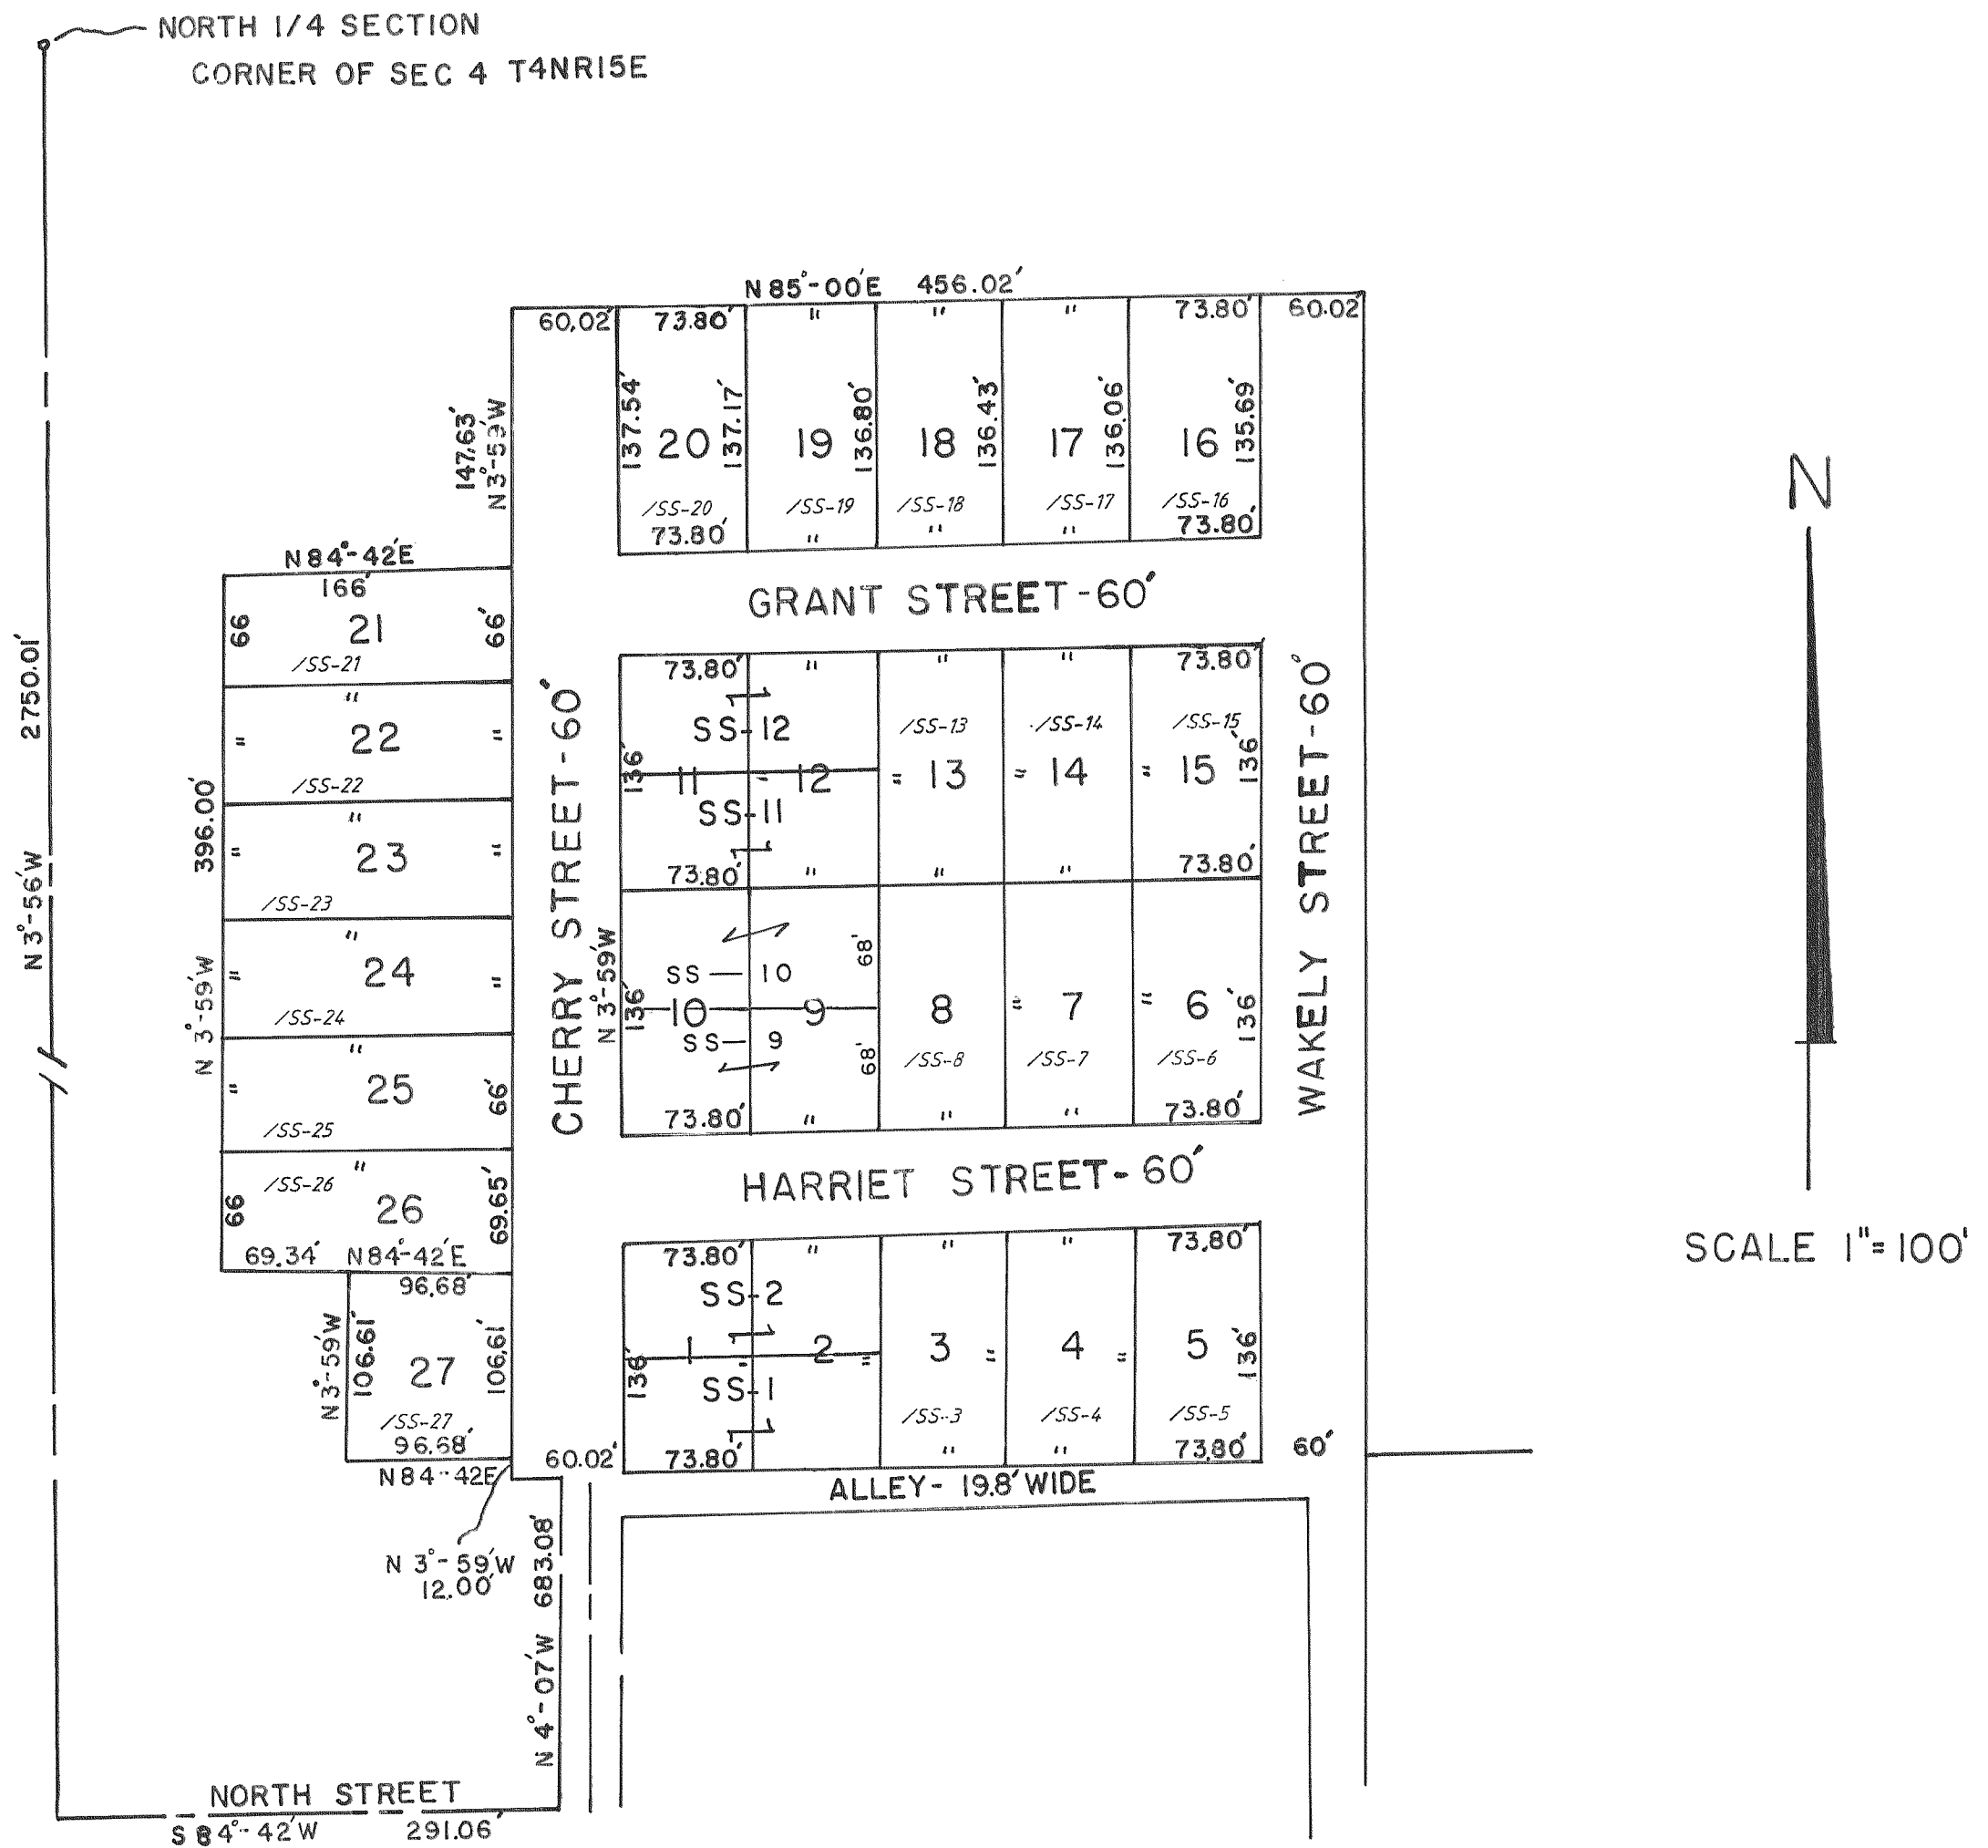 NORTH 1/4 SECTION
CORNER OF SEC 4 T4NR15E
N 85°-00'E 456.02'
60.02' 73.80' " " " 73.80' 60.02'
147.63'
N 3°-59'W
137.54' 137.17' 136.80' 136.43' 136.06' 135.69'
20 19 18 17 16
/SS-20 /SS-19 /SS-18 /SS-17 /SS-16
73.80' " " " 73.80'
GRANT STREET-60'
N 84°-42'E
166'
66 21 66'
/SS-21
"
= 22 =
/SS-22
"
= 23 =
/SS-23
"
= 24 =
/SS-24
"
= 25 66'
/SS-25
"
/SS-26
66 26 69.65'
69.34' N 84°-42'E
96.68'
N 3°-59'W
106.61' 27 106.61'
/SS-27
96.68'
N 84°-42E
2750.01'
N 3°-56'W
396.00'
N 3°-59'W
CHERRY STREET-60'
WAKELY STREET-60'
73.80' " " " 73.80'
SS-12 /SS-13 /SS-14 /SS-15
136' 11 - 12 = 13 = 14 = 15 136'
SS-11
73.80' " " " 73.80'
N 3°-59'W
SS — 10 68'
136' 10 9 8 = 7 = 6 136'
SS— 9 68' /SS-8 /SS-7 /SS-6
73.80' " " " 73.80'
HARRIET STREET-60'
73.80' " " " 73.80'
SS-2
136' 1 - 2 = 3 = 4 = 5 136'
SS-1 /SS-3 /SS-4 /SS-5
60.02' 73.80' " " 73.80' 60'
ALLEY- 19.8' WIDE
N 3°-59'W
12.00'
N 4°-07'W 683.08'
NORTH STREET
S 84°-42'W 291.06'
N
SCALE 1"=100'